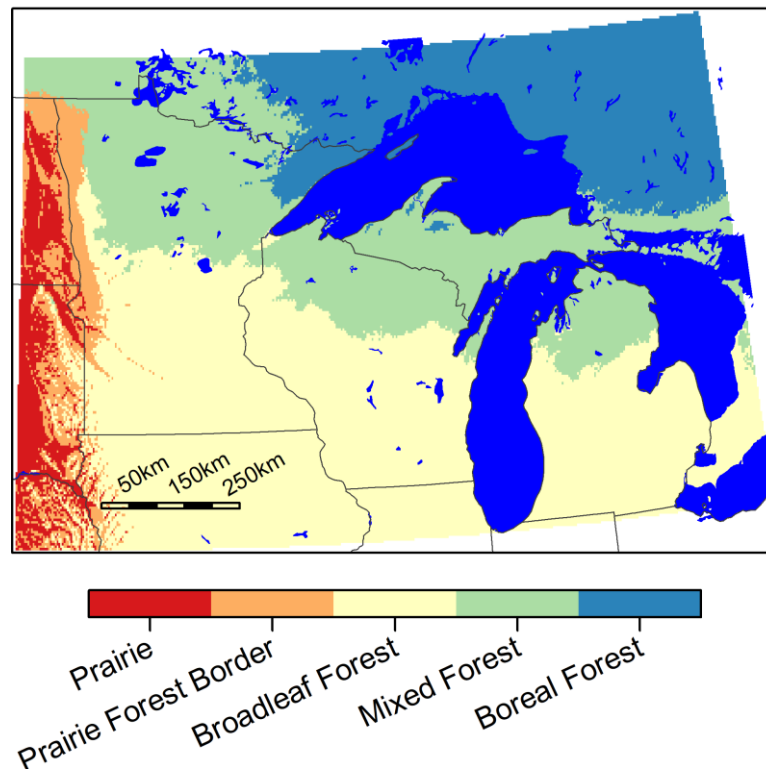 50km 150km 250km
Prairie
Prairie Forest Border
Broadleaf Forest
Mixed Forest
Boreal Forest